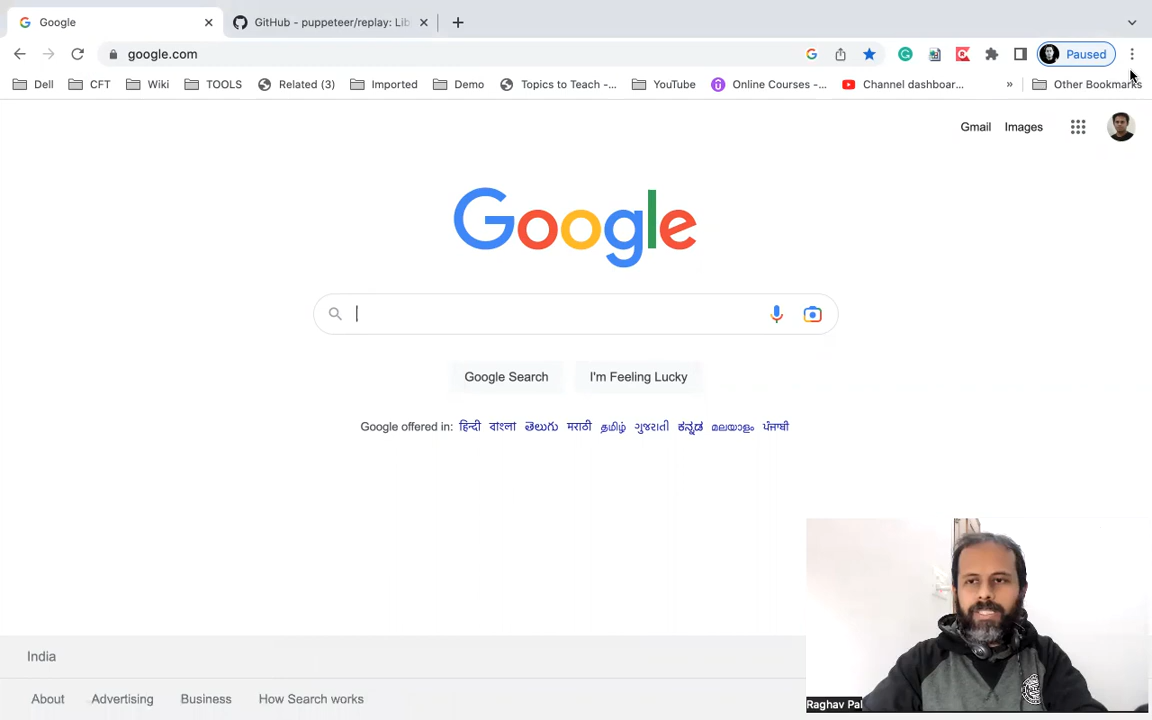 Google
GitHub - puppeteer/replay: Lib
google.com
Paused
Dell
CFT
Wiki
TOOLS
Related (3)
Imported
Demo
Topics to Teach -...
YouTube
Online Courses -...
Channel dashboar...
»
Other Bookmarks
Gmail
Images
Google
Google Search
I'm Feeling Lucky
Google offered in: हिन्दी বাংলা తెలుగు मराठी தமிழ் ગુજરાતી ಕನ್ನಡ മലയാളം ਪੰਜਾਬੀ
India
About
Advertising
Business
How Search works
Raghav Pal